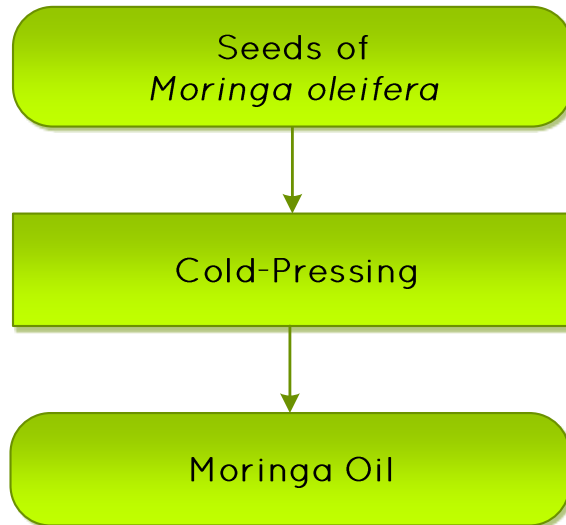 Seeds of
Moringa oleifera
Cold-Pressing
Moringa Oil